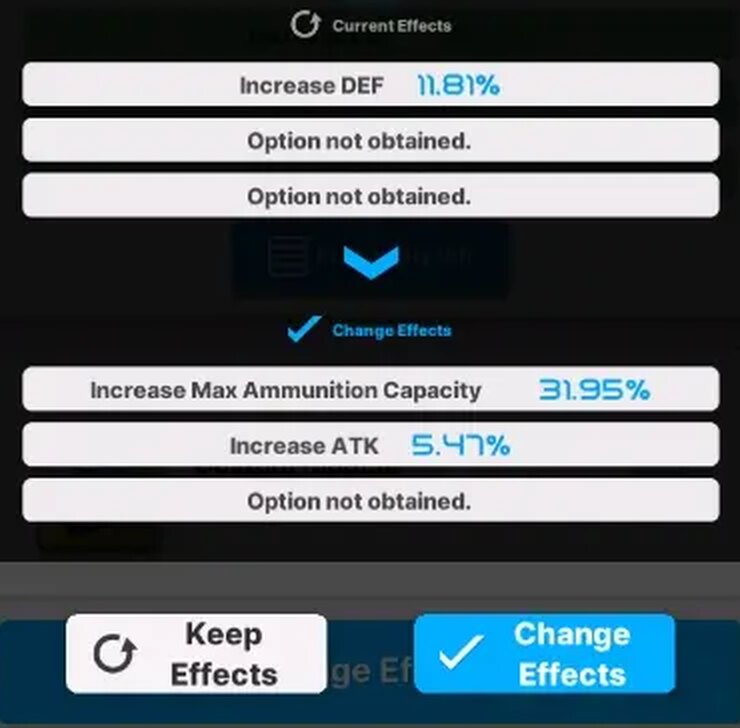 Current Effects
Increase DEF 11.81%
Option not obtained.
Option not obtained.
Change Effects
Increase Max Ammunition Capacity 31.95%
Increase ATK 5.47%
Option not obtained.
Keep
Effects
Change
Effects